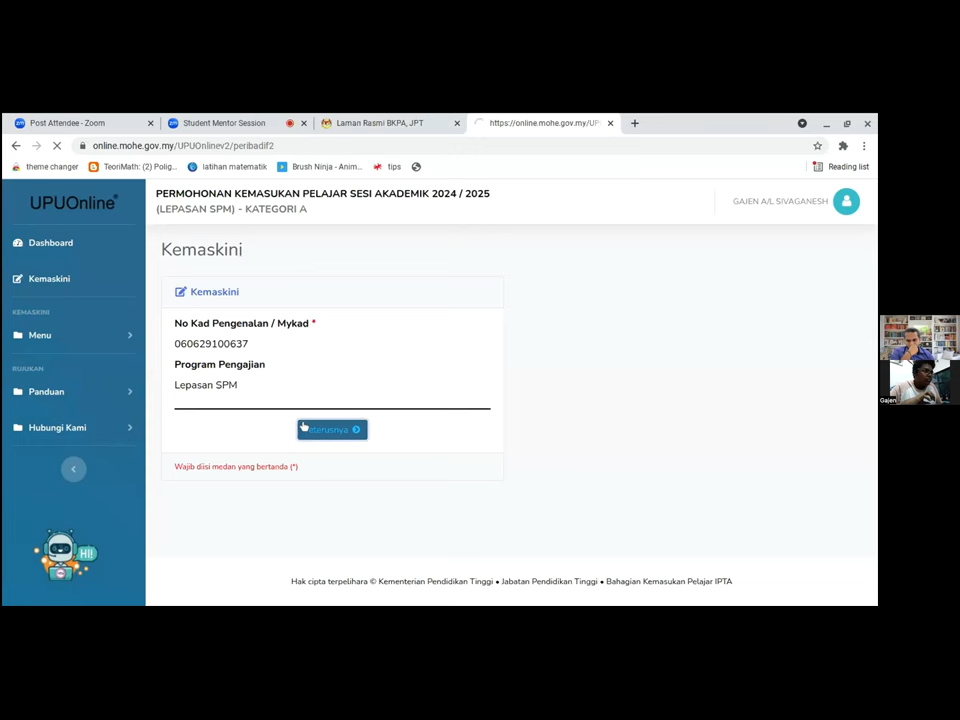 Post Attendee - Zoom
Student Mentor Session
Laman Rasmi BKPA, JPT
https://online.mohe.gov.my/UP
online.mohe.gov.my/UPUOnlinev2/peribadif2
theme changer
TeoriMath: (2) Polig...
latihan matematik
Brush Ninja - Anim...
tips
Reading list
UPUOnline
PERMOHONAN KEMASUKAN PELAJAR SESI AKADEMIK 2024 / 2025
(LEPASAN SPM) - KATEGORI A
GAJEN A/L SIVAGANESH
Dashboard
Kemaskini
KEMASKINI
Menu
RUJUKAN
Panduan
Hubungi Kami
HI!
Kemaskini
Kemaskini
No Kad Pengenalan / Mykad *
060629100637
Program Pengajian
Lepasan SPM
Seterusnya
Wajib diisi medan yang bertanda (*)
Hak cipta terpelihara © Kementerian Pendidikan Tinggi • Jabatan Pendidikan Tinggi • Bahagian Kemasukan Pelajar IPTA
Gajen